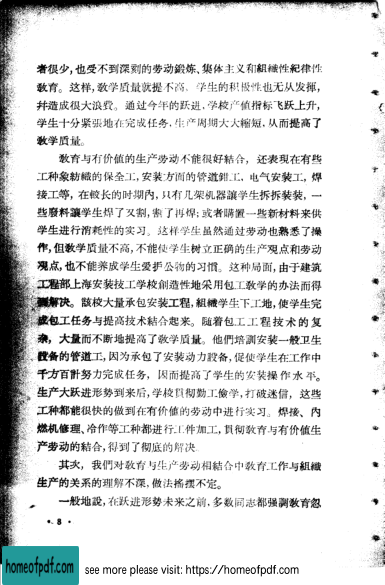 者很少，也受不到深刻的劳动鍛炼、集体主义和組織性紀律性
敎育。这样，敎学质量就提不高，学生的积极性也无从发揮，
幷造成很大浪費。通过今年的跃进，学校产值指标飞跃上升，
学生十分紧張地在完成任务，生产周期大大縮短，从而提高了
敎学质量。
敎育与有价值的生产劳动不能很好結合，还表現在有些
工种象紡織的保全工，安装方面的管道鉗工，电气安装工，焊
接工等，在較长的时期內，只有几架机器讓学生拆拆装装，一
些廢料讓学生焊了又割，割了再焊；或者購置一些新材料来供
学生进行消耗性的实习。这样学生虽然通过劳动也熟悉了操
作，但敎学质量不高，不能使学生树立正确的生产观点和劳动
观点，也不能养成学生爱护公物的习慣。这种局面，由于建筑
工程部上海安装技工学校創造性地采用包工敎学的办法而得
到解决。該校大量承包安装工程，組織学生下工地，使学生完
成包工任务与提高技术結合起来。随着包工工程技术的复
杂，大量而不断地提高了敎学质量。他們培訓安装一般卫生
設备的管道工，因为承包了安装动力設备，促使学生在工作中
千方百計努力完成任务，因而提高了学生的安装操作水平。
生产大跃进形势到来后，学校貫彻勤工儉学，打破迷信，这些
工种都能很快的做到在有价值的劳动中进行实习。焊接、內
燃机修理、冷作等工种都进行工件加工，貫彻敎育与有价值生
产劳动的結合，得到了彻底的解决。
其次，我們对敎育与生产劳动相結合中敎育工作与組織
生产的关系的理解不深，做法搖摆不定。
一般地說，在跃进形势未来之前，多数同志都强調敎育忽
· 8 ·
homeofpdf.com
see more please visit: https://homeofpdf.com